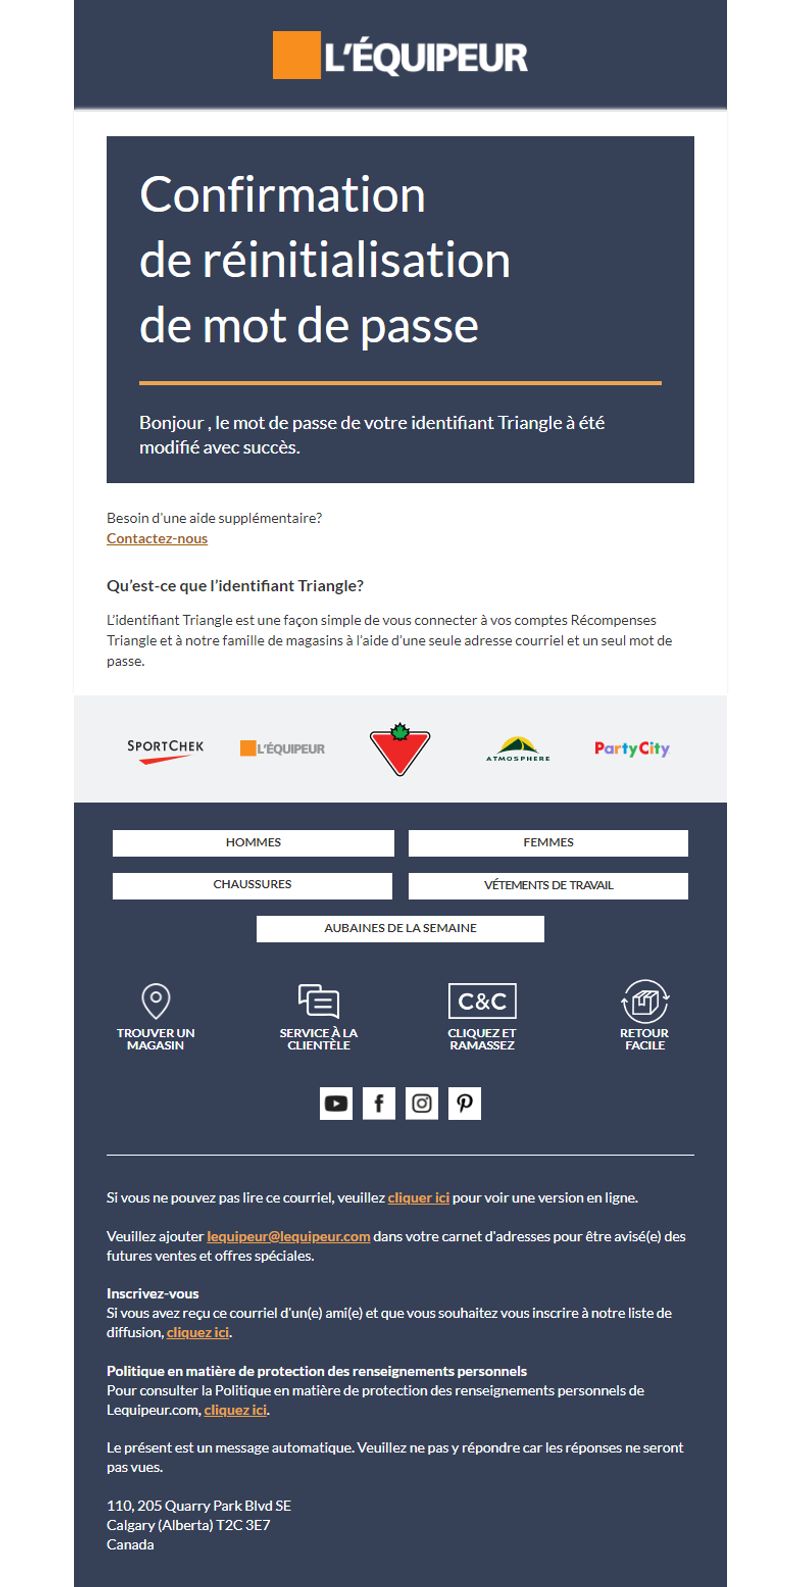 L'ÉQUIPEUR
Confirmation
de réinitialisation
de mot de passe
Bonjour , le mot de passe de votre identifiant Triangle à été
modifié avec succès.
Besoin d'une aide supplémentaire?
Contactez-nous
Qu'est-ce que l'identifiant Triangle?
L'identifiant Triangle est une façon simple de vous connecter à vos comptes Récompenses
Triangle et à notre famille de magasins à l'aide d'une seule adresse courriel et un seul mot de
passe.
SPORTCHEK L'ÉQUIPEUR ATMOSPHERE PartyCity
HOMMES FEMMES
CHAUSSURES VÉTEMENTS DE TRAVAIL
AUBAINES DE LA SEMAINE
C&C
TROUVER UN
MAGASIN
SERVICE À LA
CLIENTÈLE
CLIQUEZ ET
RAMASSEZ
RETOUR
FACILE
Si vous ne pouvez pas lire ce courriel, veuillez cliquer ici pour voir une version en ligne.
Veuillez ajouter lequipeur@lequipeur.com dans votre carnet d'adresses pour être avisé(e) des
futures ventes et offres spéciales.
Inscrivez-vous
Si vous avez reçu ce courriel d'un(e) ami(e) et que vous souhaitez vous inscrire à notre liste de
diffusion, cliquez ici.
Politique en matière de protection des renseignements personnels
Pour consulter la Politique en matière de protection des renseignements personnels de
Lequipeur.com, cliquez ici.
Le présent est un message automatique. Veuillez ne pas y répondre car les réponses ne seront
pas vues.
110, 205 Quarry Park Blvd SE
Calgary (Alberta) T2C 3E7
Canada